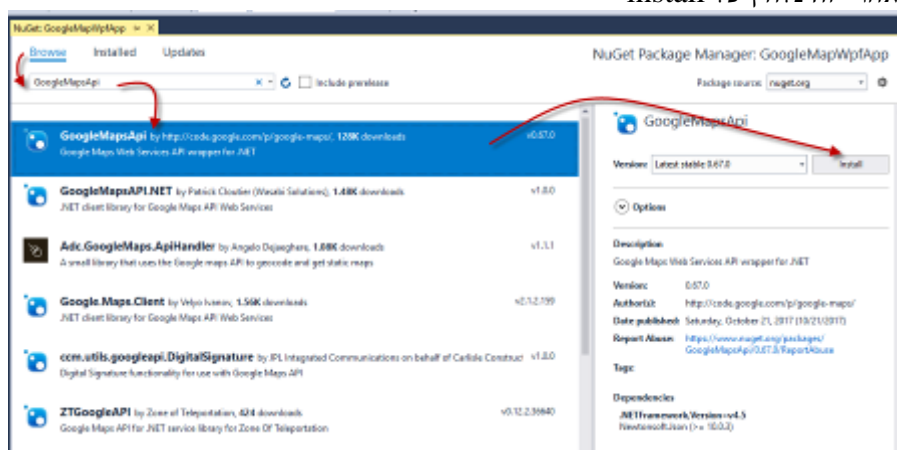 Install
NuGet: GoogleMapWpfApp
Browse Installed Updates
NuGet Package Manager: GoogleMapWpfApp
GoogleMapsApi
Include prerelease
Package source: nuget.org
GoogleMapsApi by http://code.google.com/p/google-maps/, 128K downloads v0.67.0
Google Maps Web Services API wrapper for .NET
GoogleMapsAPI.NET by Patrick Cloutier (Wasabi Solutions), 1.48K downloads v1.0.0
.NET client library for Google Maps API Web Services
Adc.GoogleMaps.ApiHandler by Angelo Dejaeghere, 1.08K downloads v1.1.1
A small library that uses the Google maps API to geocode and get static maps
Google.Maps.Client by Velyo Ivanov, 1.56K downloads v2.1.2.199
.NET client library for Google Maps API Web Services
ccm.utils.googleapi.DigitalSignature by JPL Integrated Communications on behalf of Carlisle Construct v1.0.0
Digital Signature functionality for use with Google Maps API
ZTGoogleAPI by Zone of Teleportation, 424 downloads v0.12.2.36640
Google Maps API for .NET service library for Zone Of Teleportation
GoogleMapsApi
Version: Latest stable 0.67.0 Install
Options
Description
Google Maps Web Services API wrapper for .NET
Version: 0.67.0
Author(s): http://code.google.com/p/google-maps/
Date published: Saturday, October 21, 2017 (10/21/2017)
Report Abuse: https://www.nuget.org/packages/
GoogleMapsApi/0.67.0/ReportAbuse
Tags:
Dependencies
.NETFramework,Version=v4.5
Newtonsoft.Json (>= 10.0.3)